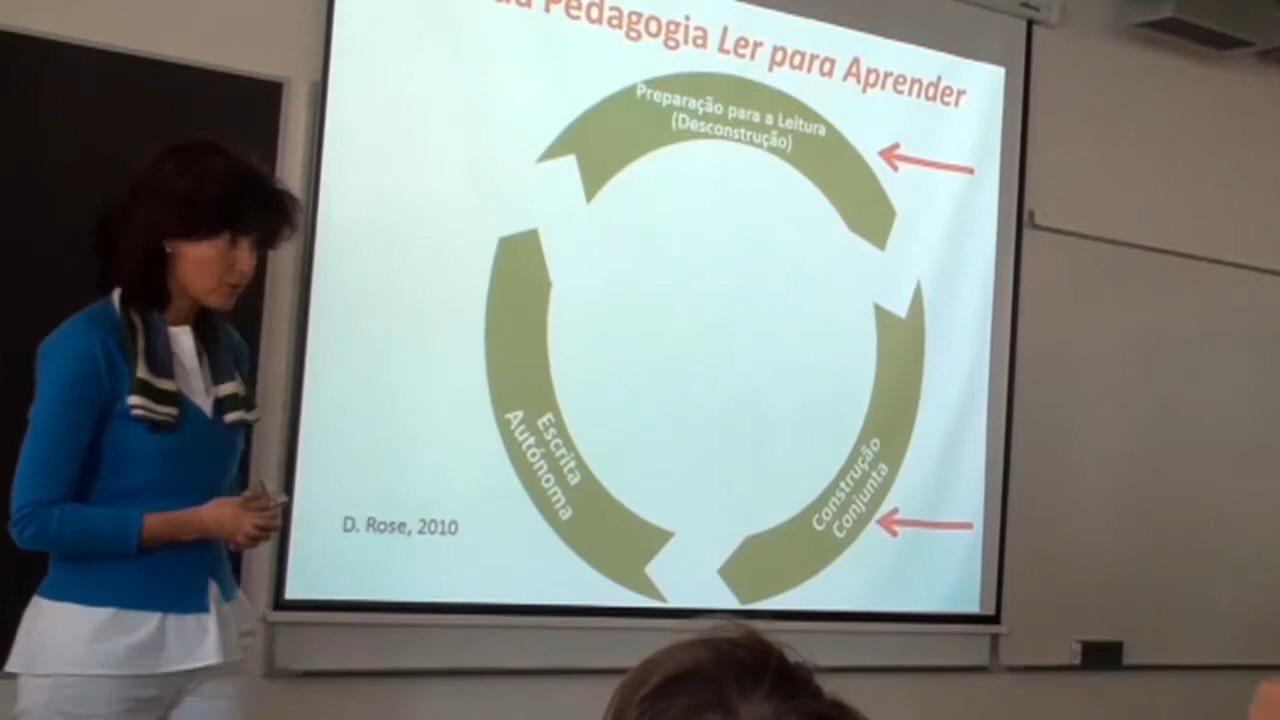 Pedagogia Ler para Aprender
Preparação para a Leitura
(Desconstrução)
Construção
Conjunta
Escrita
Autónoma
D. Rose, 2010